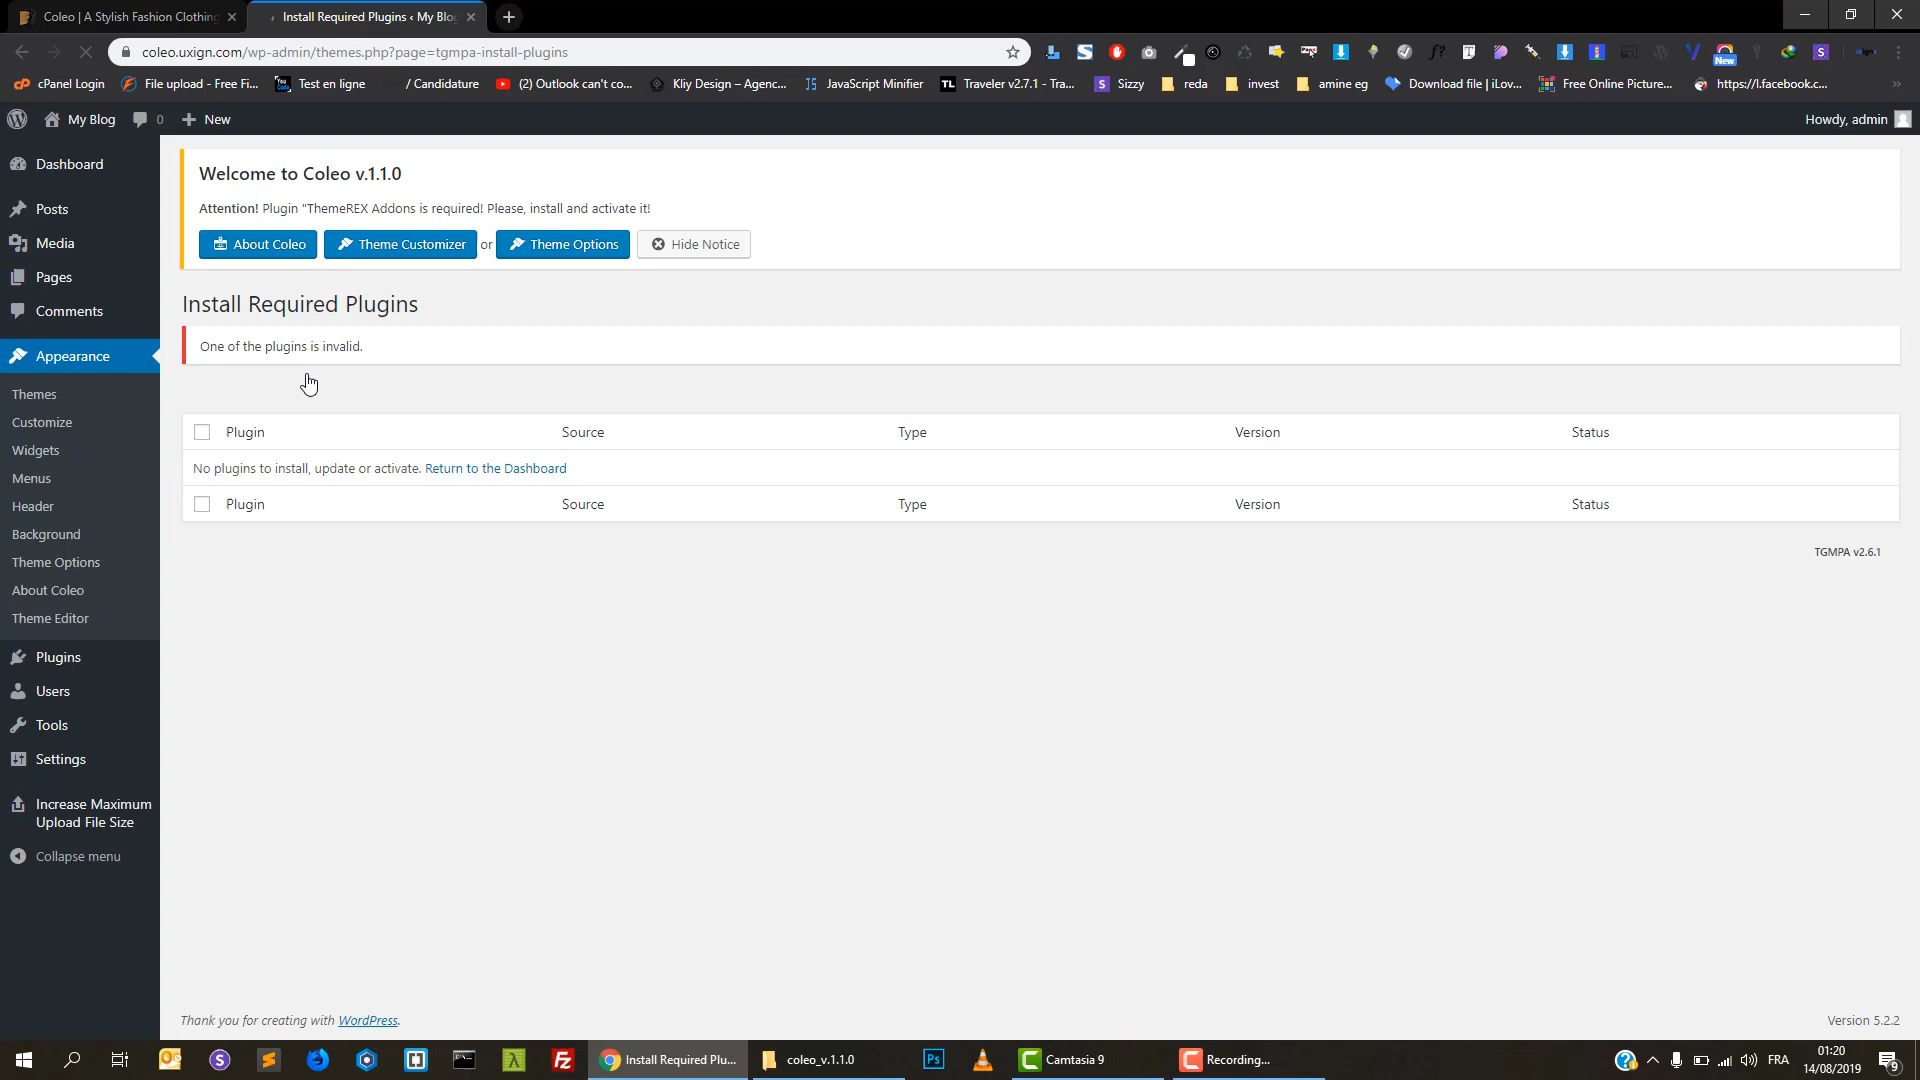 Coleo | A Stylish Fashion Clothing
Install Required Plugins ‹ My Blog
coleo.uxign.com/wp-admin/themes.php?page=tgmpa-install-plugins
New
cPanel Login
File upload - Free Fi...
Test en ligne
/ Candidature
(2) Outlook can't co...
Kliy Design – Agenc...
JavaScript Minifier
Traveler v2.7.1 - Tra...
Sizzy
reda
invest
amine eg
Download file | iLov...
Free Online Picture...
https://l.facebook.c...
My Blog
0
New
Howdy, admin
Dashboard
Posts
Media
Pages
Comments
Appearance
Themes
Customize
Widgets
Menus
Header
Background
Theme Options
About Coleo
Theme Editor
Plugins
Users
Tools
Settings
Increase Maximum
Upload File Size
Collapse menu
Welcome to Coleo v.1.1.0
Attention! Plugin "ThemeREX Addons is required! Please, install and activate it!
About Coleo
Theme Customizer
or
Theme Options
Hide Notice
Install Required Plugins
One of the plugins is invalid.
Plugin Source Type Version Status
No plugins to install, update or activate. Return to the Dashboard
Plugin Source Type Version Status
TGMPA v2.6.1
Thank you for creating with WordPress.
Version 5.2.2
Install Required Plu...
coleo_v.1.1.0
Ps
Camtasia 9
Recording...
FRA
01:20
14/08/2019
9